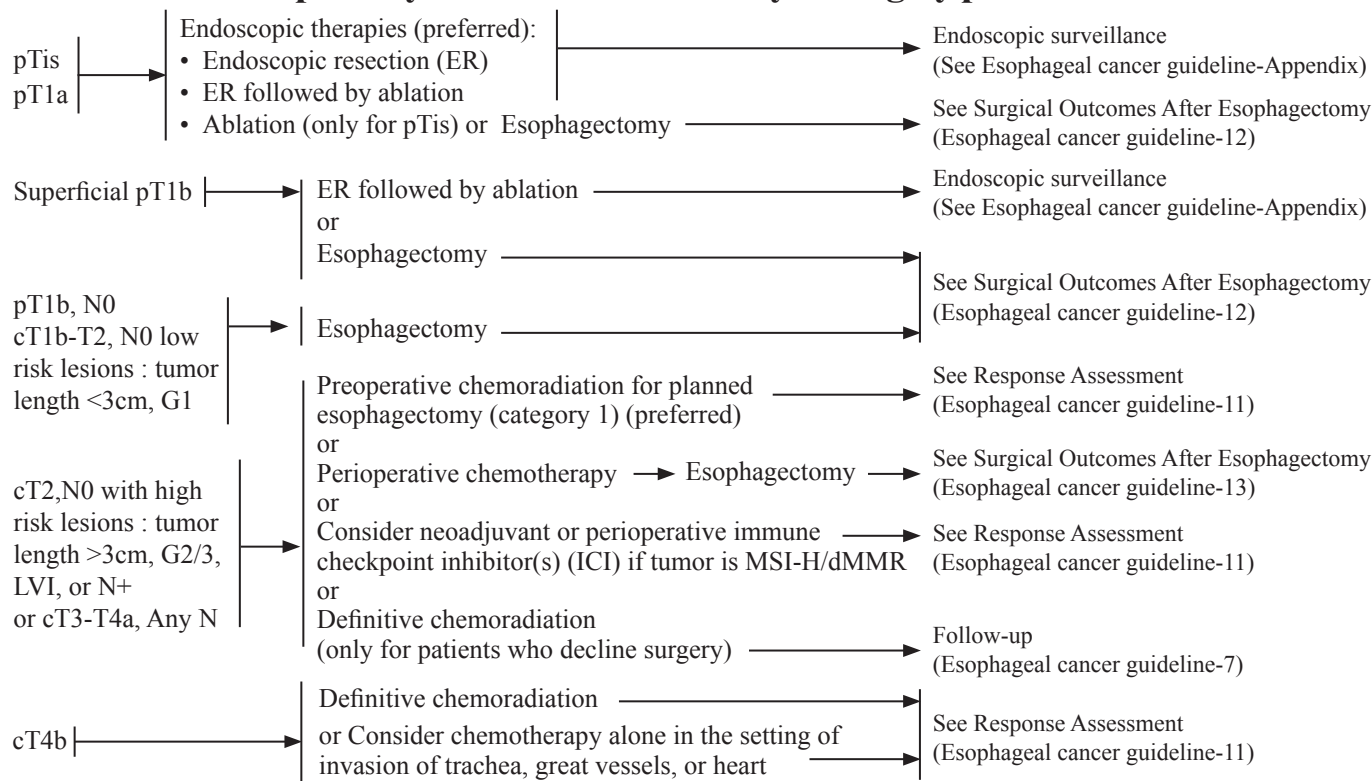 pTis
pT1a
Endoscopic therapies (preferred):
• Endoscopic resection (ER)
• ER followed by ablation
• Ablation (only for pTis) or Esophagectomy
Endoscopic surveillance
(See Esophageal cancer guideline-Appendix)
See Surgical Outcomes After Esophagectomy
(Esophageal cancer guideline-12)
Superficial pT1b
ER followed by ablation
or
Esophagectomy
Endoscopic surveillance
(See Esophageal cancer guideline-Appendix)
pT1b, N0
cT1b-T2, N0 low
risk lesions : tumor
length <3cm, G1
Esophagectomy
See Surgical Outcomes After Esophagectomy
(Esophageal cancer guideline-12)
cT2,N0 with high
risk lesions : tumor
length >3cm, G2/3,
LVI, or N+
or cT3-T4a, Any N
Preoperative chemoradiation for planned
esophagectomy (category 1) (preferred)
or
Perioperative chemotherapy
Esophagectomy
or
Consider neoadjuvant or perioperative immune
checkpoint inhibitor(s) (ICI) if tumor is MSI-H/dMMR
or
Definitive chemoradiation
(only for patients who decline surgery)
See Response Assessment
(Esophageal cancer guideline-11)
See Surgical Outcomes After Esophagectomy
(Esophageal cancer guideline-13)
See Response Assessment
(Esophageal cancer guideline-11)
Follow-up
(Esophageal cancer guideline-7)
cT4b
Definitive chemoradiation
or Consider chemotherapy alone in the setting of
invasion of trachea, great vessels, or heart
See Response Assessment
(Esophageal cancer guideline-11)